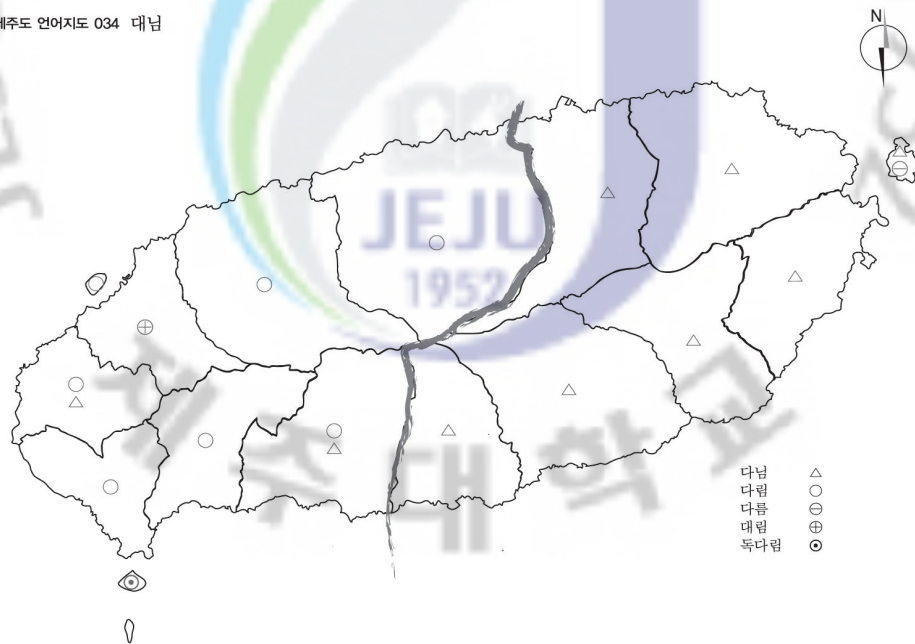 제주도 언어지도 034 대님
N
JEJU
1952
제주대학교
다님 △
다림 ○
다름 ⊖
대림 ⊕
독다림 ⊙